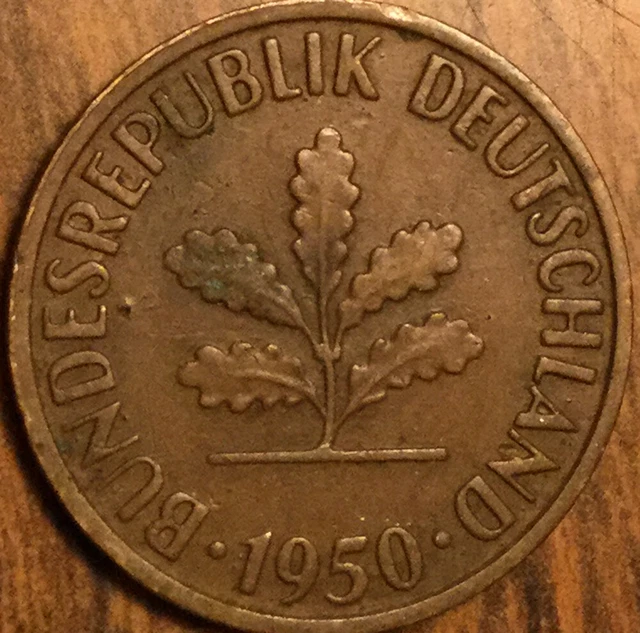 BUNDESREPUBLIK DEUTSCHLAND
· 1950 ·